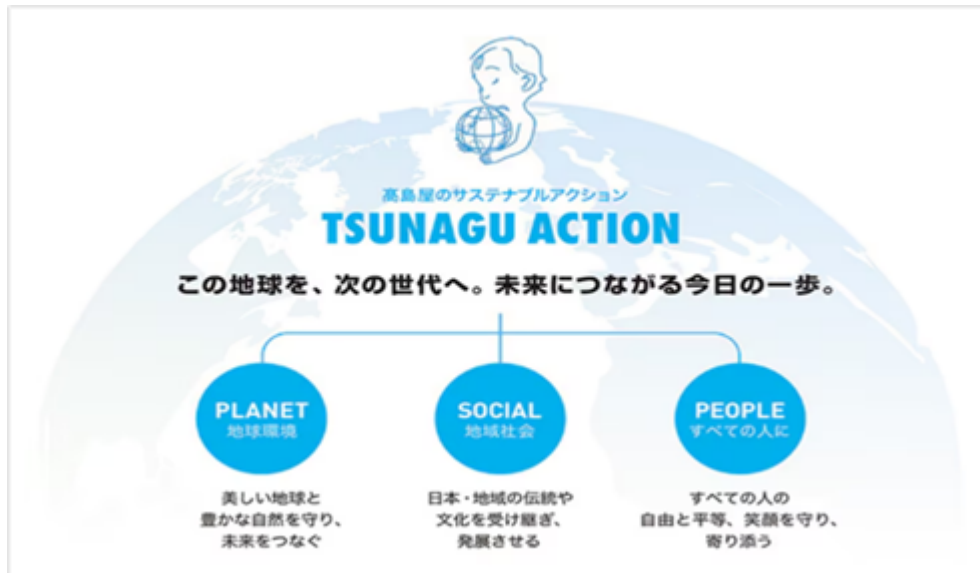 髙島屋のサステナブルアクション
TSUNAGU ACTION
この地球を、次の世代へ。未来につながる今日の一歩。
PLANET
地球環境
美しい地球と
豊かな自然を守り、
未来をつなぐ
SOCIAL
地域社会
日本・地域の伝統や
文化を受け継ぎ、
発展させる
PEOPLE
すべての人に
すべての人の
自由と平等、笑顔を守り、
寄り添う